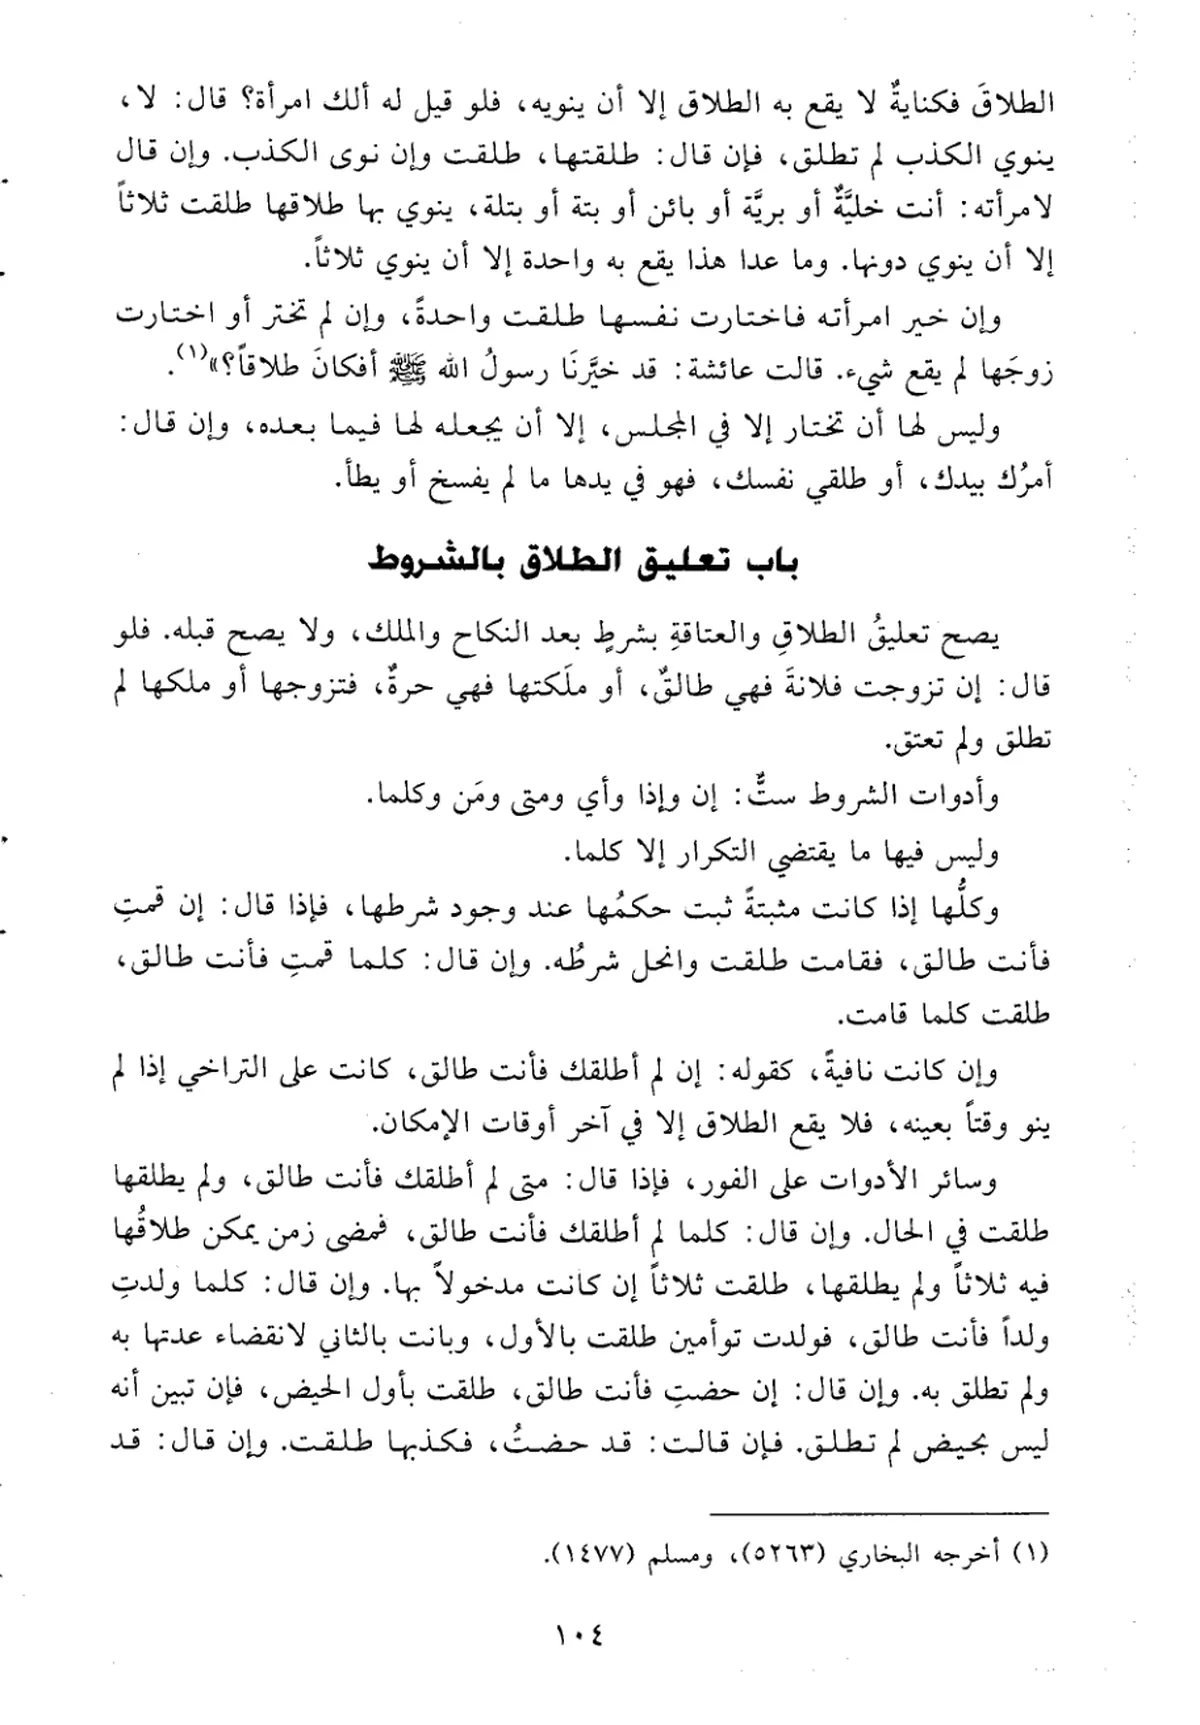 الطلاقَ فكنايةٌ لا يقع به الطلاق إلا أن ينويه، فلو قيل له ألك امرأة؟ قال: لا،
ينوي الكذب لم تطلق، فإن قال: طلقتها، طلقت وإن نوى الكذب. وإن قال
لامرأته: أنت خليَّةٌ أو بريَّة أو بائن أو بتة أو بتلة، ينوي بها طلاقها طلقت ثلاثاً
إلا أن ينوي دونها. وما عدا هذا يقع به واحدة إلا أن ينوي ثلاثاً.
وإن خير امرأته فاختارت نفسها طلقت واحدةً، وإن لم تختر أو اختارت
زوجَها لم يقع شيء. قالت عائشة: قد خيَّرنَا رسولُ الله ﷺ أفكانَ طلاقاً؟»(١).
وليس لها أن تختار إلا في المجلس، إلا أن يجعله لها فيما بعده، وإن قال:
أمرُك بيدك، أو طلقي نفسك، فهو في يدها ما لم يفسخ أو يطأ.
باب تعليق الطلاق بالشروط
يصح تعليقُ الطلاقِ والعتاقةِ بشرطٍ بعد النكاح والملك، ولا يصح قبله. فلو
قال: إن تزوجت فلانةَ فهي طالقٌ، أو ملَكتها فهي حرةٌ، فتزوجها أو ملكها لم
تطلق ولم تعتق.
وأدوات الشروط ستٌّ: إن وإذا وأي ومتى ومَن وكلما.
وليس فيها ما يقتضي التكرار إلا كلما.
وكلُّها إذا كانت مثبتةً ثبت حكمُها عند وجود شرطها، فإذا قال: إن قمتِ
فأنت طالق، فقامت طلقت وانحل شرطُه. وإن قال: كلما قمتِ فأنت طالق،
طلقت كلما قامت.
وإن كانت نافيةً، كقوله: إن لم أطلقك فأنت طالق، كانت على التراخي إذا لم
ينو وقتاً بعينه، فلا يقع الطلاق إلا في آخر أوقات الإمكان.
وسائر الأدوات على الفور، فإذا قال: متى لم أطلقك فأنت طالق، ولم يطلقها
طلقت في الحال. وإن قال: كلما لم أطلقك فأنت طالق، فمضى زمن يمكن طلاقُها
فيه ثلاثاً ولم يطلقها، طلقت ثلاثاً إن كانت مدخولاً بها. وإن قال: كلما ولدتِ
ولداً فأنت طالق، فولدت توأمين طلقت بالأول، وبانت بالثاني لانقضاء عدتها به
ولم تطلق به. وإن قال: إن حضتِ فأنت طالق، طلقت بأول الحيض، فإن تبين أنه
ليس بحيض لم تطلق. فإن قالت: قد حضتُ، فكذبها طلقت. وإن قال: قد
(١) أخرجه البخاري (٥٢٦٣)، ومسلم (١٤٧٧).
١٠٤